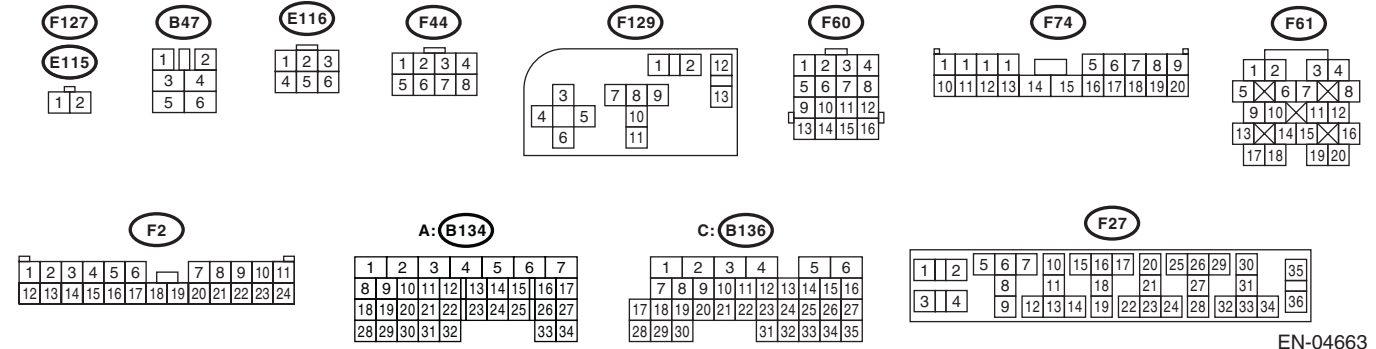 F127
E115
1 2
B47
1 2
3 4
5 6
E116
1 2 3
4 5 6
F44
1 2 3 4
5 6 7 8
F129
1 2 12
3 7 8 9 13
4 5 10
6 11
F60
1 2 3 4
5 6 7 8
9 10 11 12
13 14 15 16
F74
1 1 1 1 5 6 7 8 9
10 11 12 13 14 15 16 17 18 19 20
F61
1 2 3 4
5 6 7 8
9 10 11 12
13 14 15 16
17 18 19 20
F2
1 2 3 4 5 6 7 8 9 10 11
12 13 14 15 16 17 18 19 20 21 22 23 24
A: B134
1 2 3 4 5 6 7
8 9 10 11 12 13 14 15 16 17
18 19 20 21 22 23 24 25 26 27
28 29 30 31 32 33 34
C: B136
1 2 3 4 5 6
7 8 9 10 11 12 13 14 15 16
17 18 19 20 21 22 23 24 25 26 27
28 29 30 31 32 33 34 35
F27
1 2 5 6 7 10 15 16 17 20 25 26 29 30 35
8 11 18 21 27 31
3 4 9 12 13 14 19 22 23 24 28 32 33 34 36
EN-04663